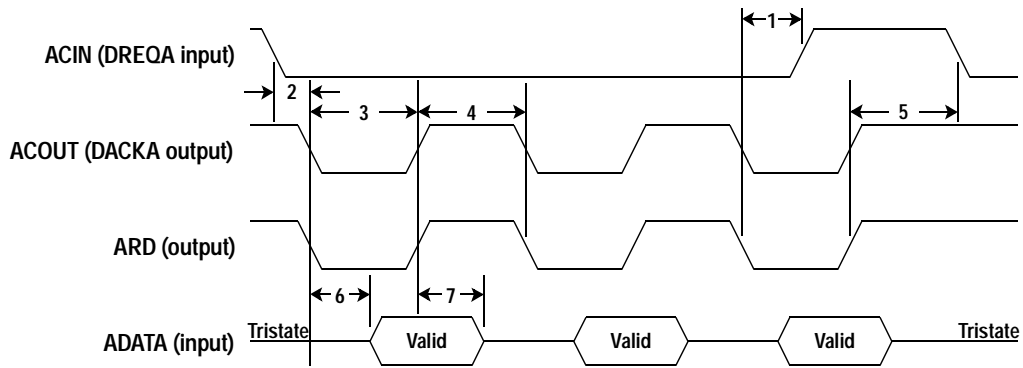 1
ACIN (DREQA input)
2
3
4
5
ACOUT (DACKA output)
ARD (output)
6
7
ADATA (input)
Tristate
Valid
Valid
Valid
Tristate